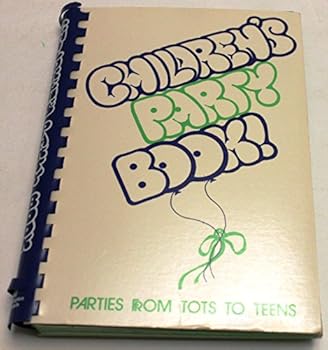 CHILDREN'S
PARTY
BOOK!
PARTIES FROM TOTS TO TEENS